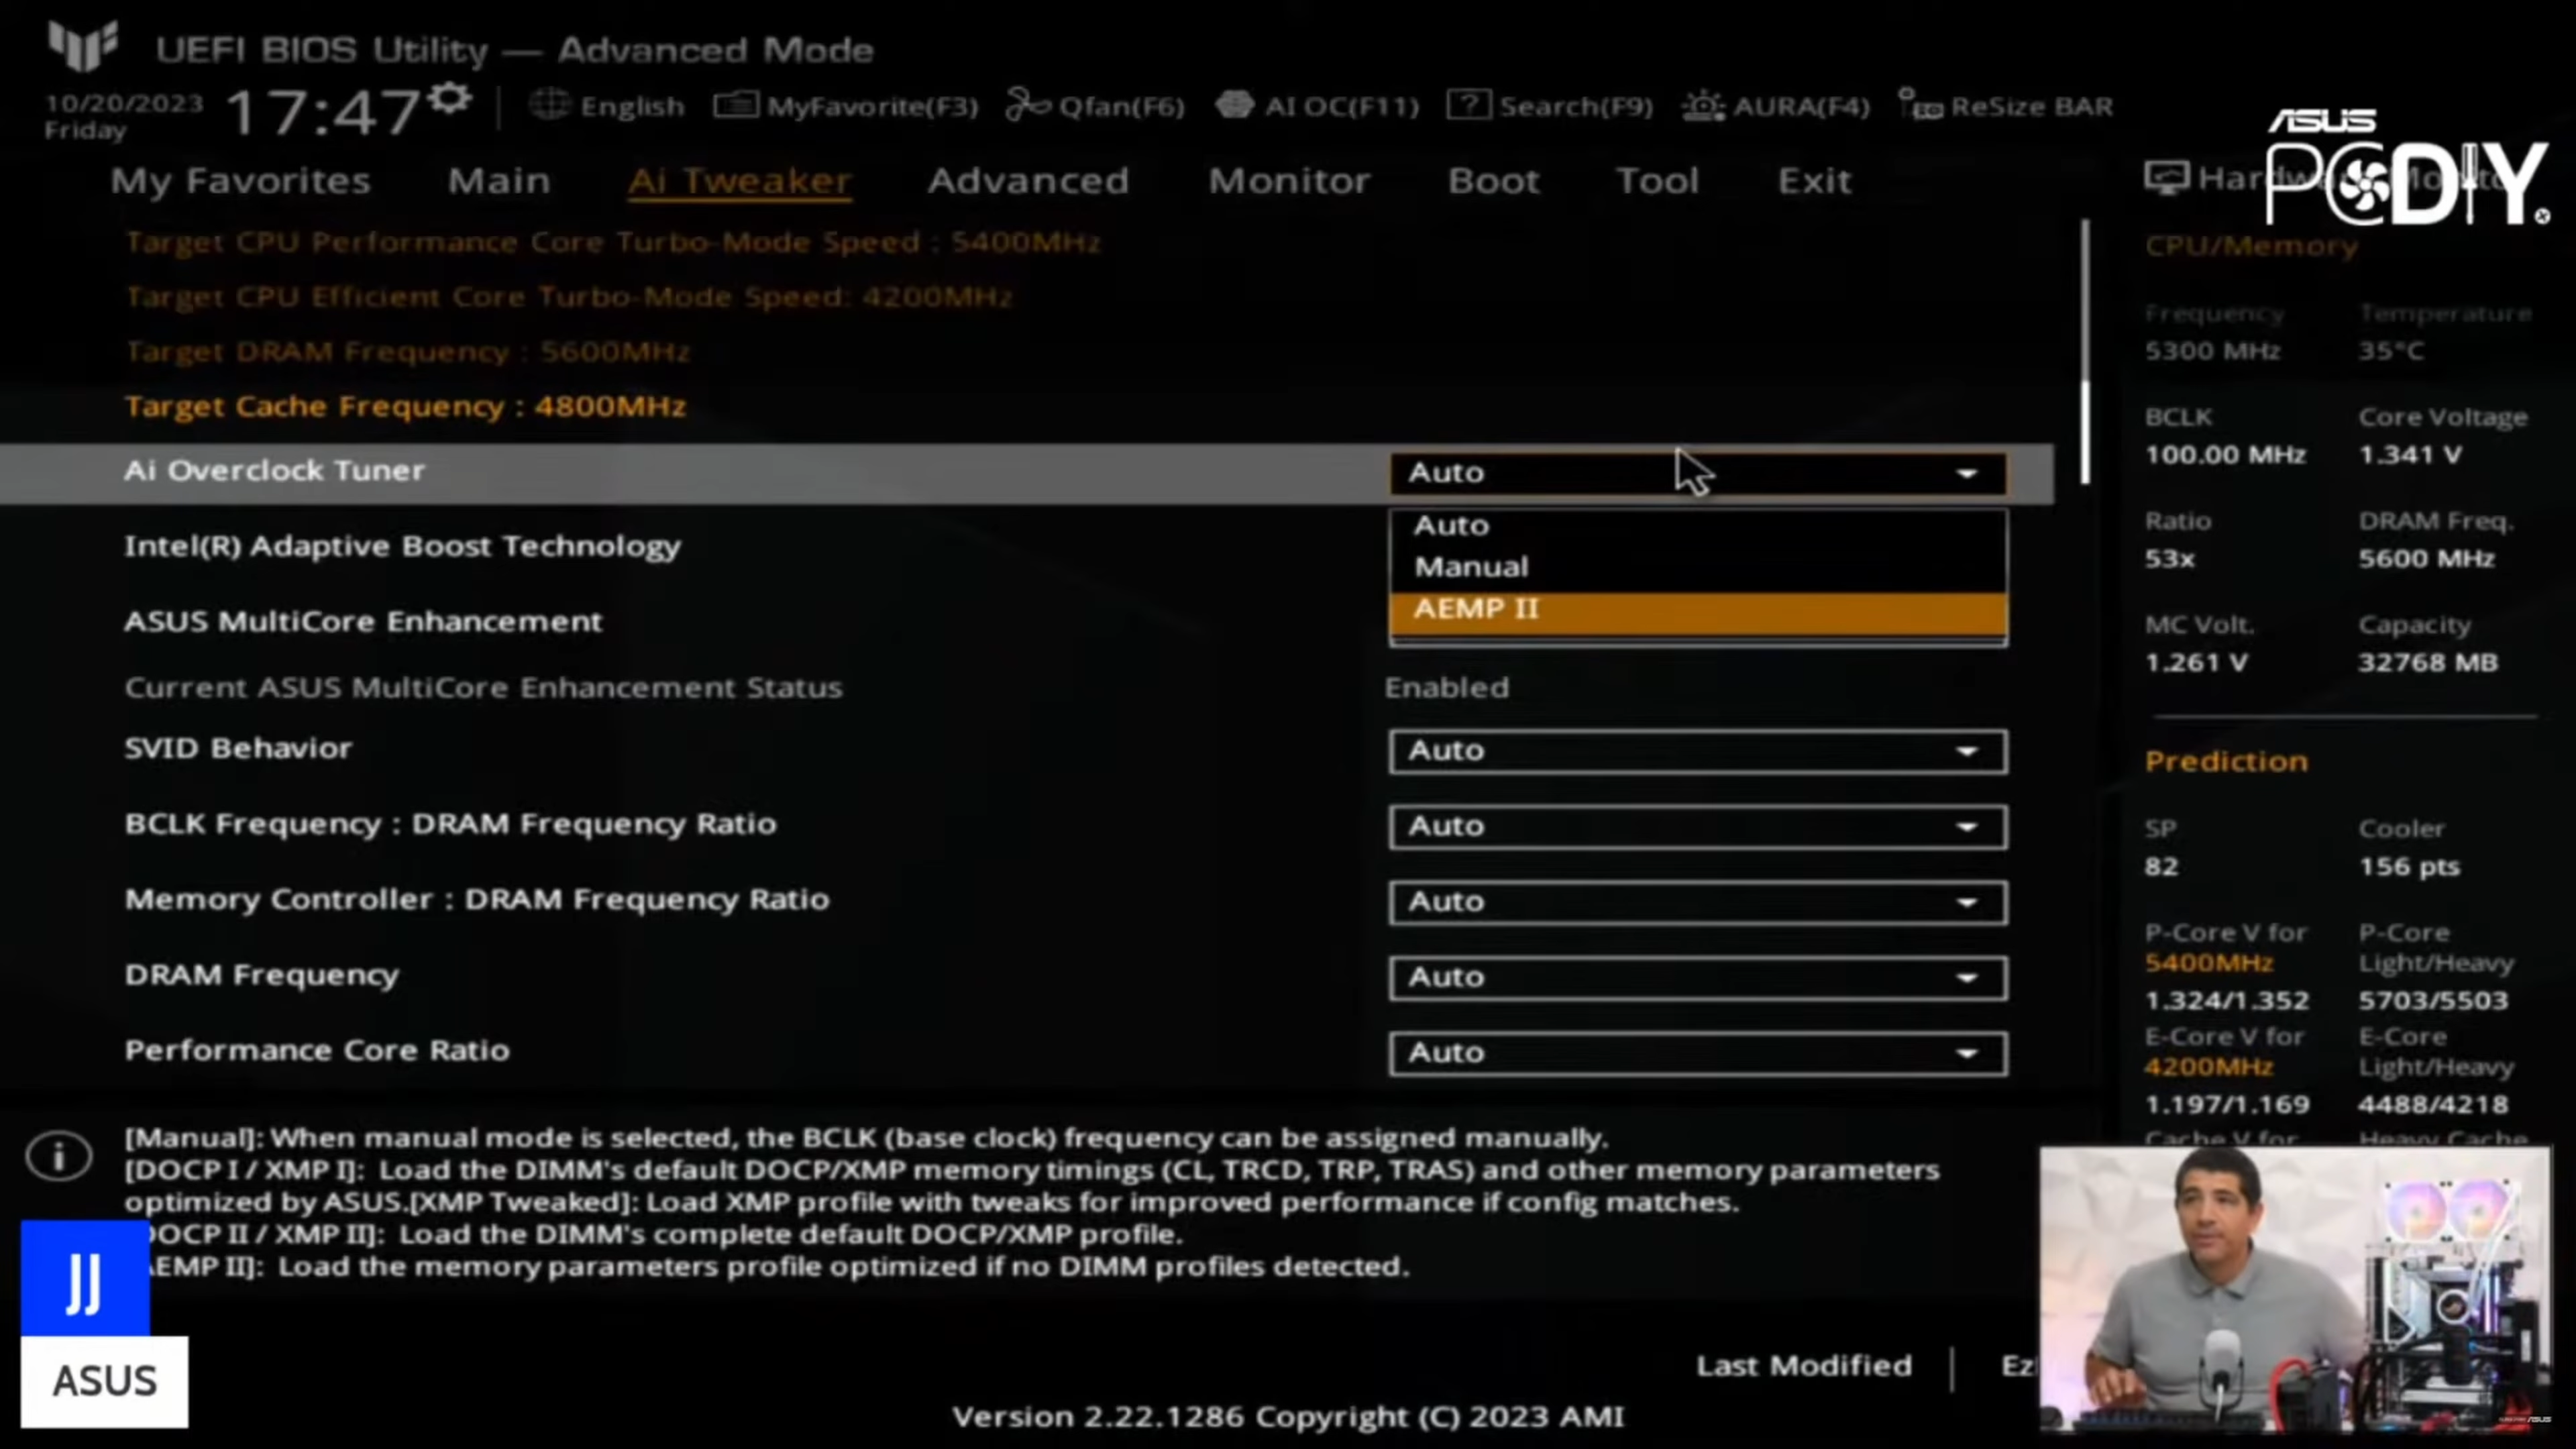 UEFI BIOS Utility — Advanced Mode
10/20/2023
Friday
17:47
English
MyFavorite(F3)
Qfan(F6)
AI OC(F11)
?
Search(F9)
AURA(F4)
ReSize BAR
ASUS
PCDIY
My Favorites
Main
Ai Tweaker
Advanced
Monitor
Boot
Tool
Exit
Target CPU Performance Core Turbo-Mode Speed : 5400MHz
Target CPU Efficient Core Turbo-Mode Speed: 4200MHz
Target DRAM Frequency : 5600MHz
Target Cache Frequency : 4800MHz
Ai Overclock Tuner
Auto
Auto
Manual
AEMP II
Intel(R) Adaptive Boost Technology
ASUS MultiCore Enhancement
Current ASUS MultiCore Enhancement Status
Enabled
SVID Behavior
Auto
BCLK Frequency : DRAM Frequency Ratio
Auto
Memory Controller : DRAM Frequency Ratio
Auto
DRAM Frequency
Auto
Performance Core Ratio
Auto
CPU/Memory
Frequency
Temperature
5300 MHz
35°C
BCLK
Core Voltage
100.00 MHz
1.341 V
Ratio
DRAM Freq.
53x
5600 MHz
MC Volt.
Capacity
1.261 V
32768 MB
Prediction
SP
Cooler
82
156 pts
P-Core V for
P-Core
5400MHz
Light/Heavy
1.324/1.352
5703/5503
E-Core V for
E-Core
4200MHz
Light/Heavy
1.197/1.169
4488/4218
Cache V for
Heavy Cache
[Manual]: When manual mode is selected, the BCLK (base clock) frequency can be assigned manually.
[DOCP I / XMP I]: Load the DIMM's default DOCP/XMP memory timings (CL, TRCD, TRP, TRAS) and other memory parameters
optimized by ASUS.[XMP Tweaked]: Load XMP profile with tweaks for improved performance if config matches.
OCP II / XMP II]: Load the DIMM's complete default DOCP/XMP profile.
EMP II]: Load the memory parameters profile optimized if no DIMM profiles detected.
JJ
ASUS
Last Modified
Ez
Version 2.22.1286 Copyright (C) 2023 AMI